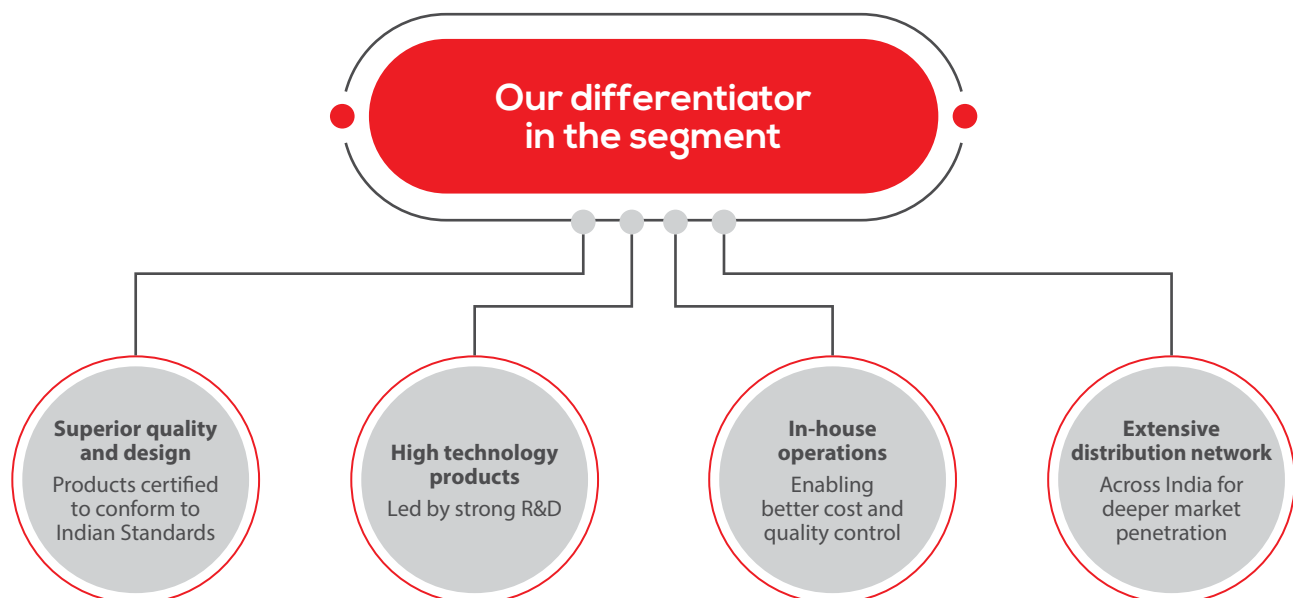 Our differentiator
in the segment
Superior quality
and design
Products certified
to conform to
Indian Standards
High technology
products
Led by strong R&D
In-house
operations
Enabling
better cost and
quality control
Extensive
distribution network
Across India for
deeper market
penetration